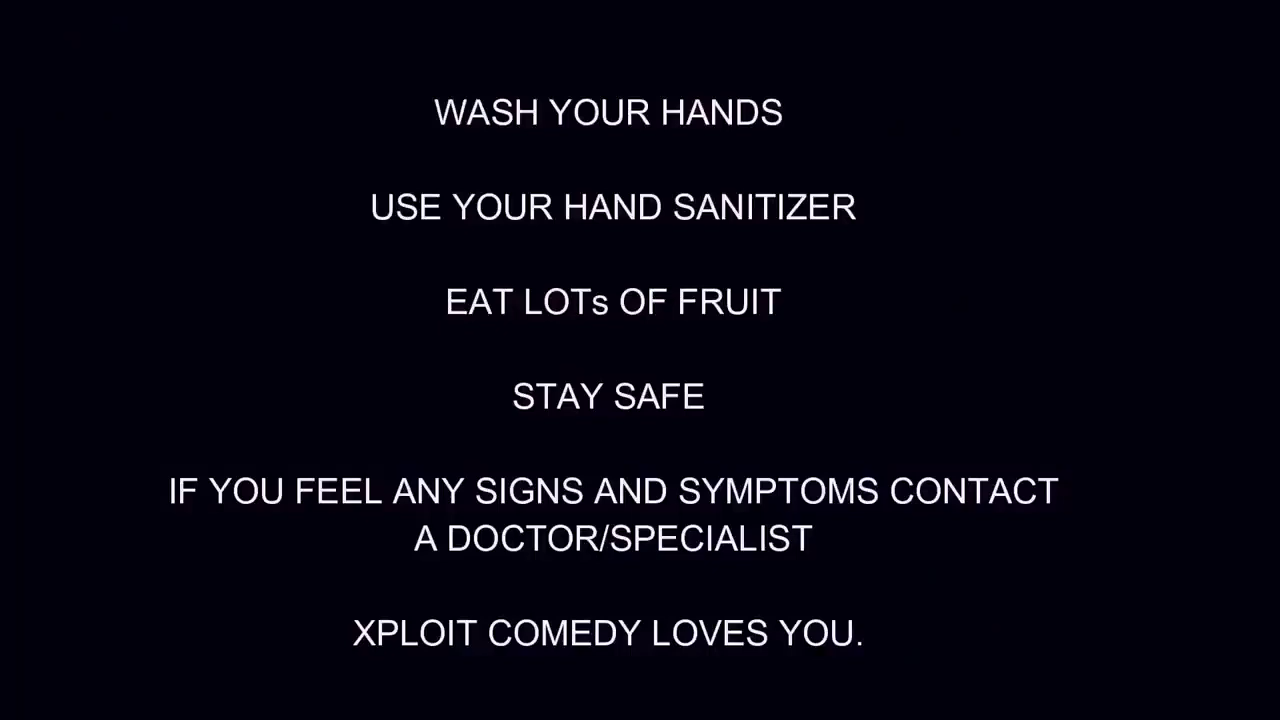 WASH YOUR HANDS
USE YOUR HAND SANITIZER
EAT LOTs OF FRUIT
STAY SAFE
IF YOU FEEL ANY SIGNS AND SYMPTOMS CONTACT
A DOCTOR/SPECIALIST
XPLOIT COMEDY LOVES YOU.